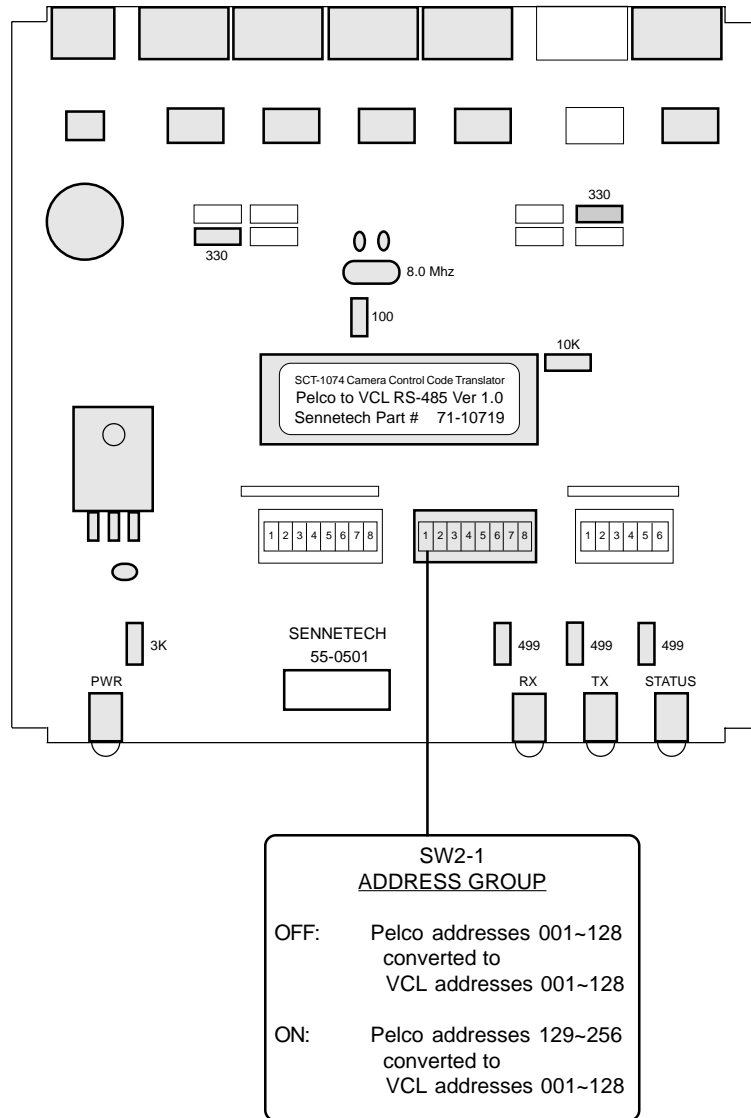 330
330
8.0 Mhz
100
10K
SCT-1074 Camera Control Code Translator
Pelco to VCL RS-485 Ver 1.0
Sennetech Part # 71-10719
1 2 3 4 5 6 7 8
1 2 3 4 5 6 7 8
1 2 3 4 5 6
3K
SENNETECH
55-0501
499
499
499
PWR
RX
TX
STATUS
SW2-1
ADDRESS GROUP
OFF: Pelco addresses 001~128
converted to
VCL addresses 001~128
ON: Pelco addresses 129~256
converted to
VCL addresses 001~128